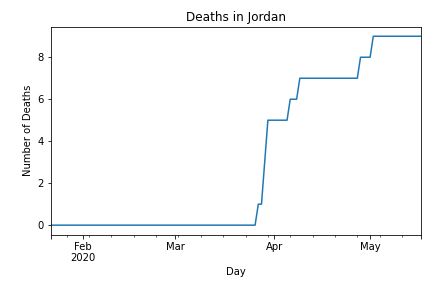 Deaths in Jordan
Number of Deaths
8
6
4
2
0
Feb
2020
Mar
Apr
May
Day